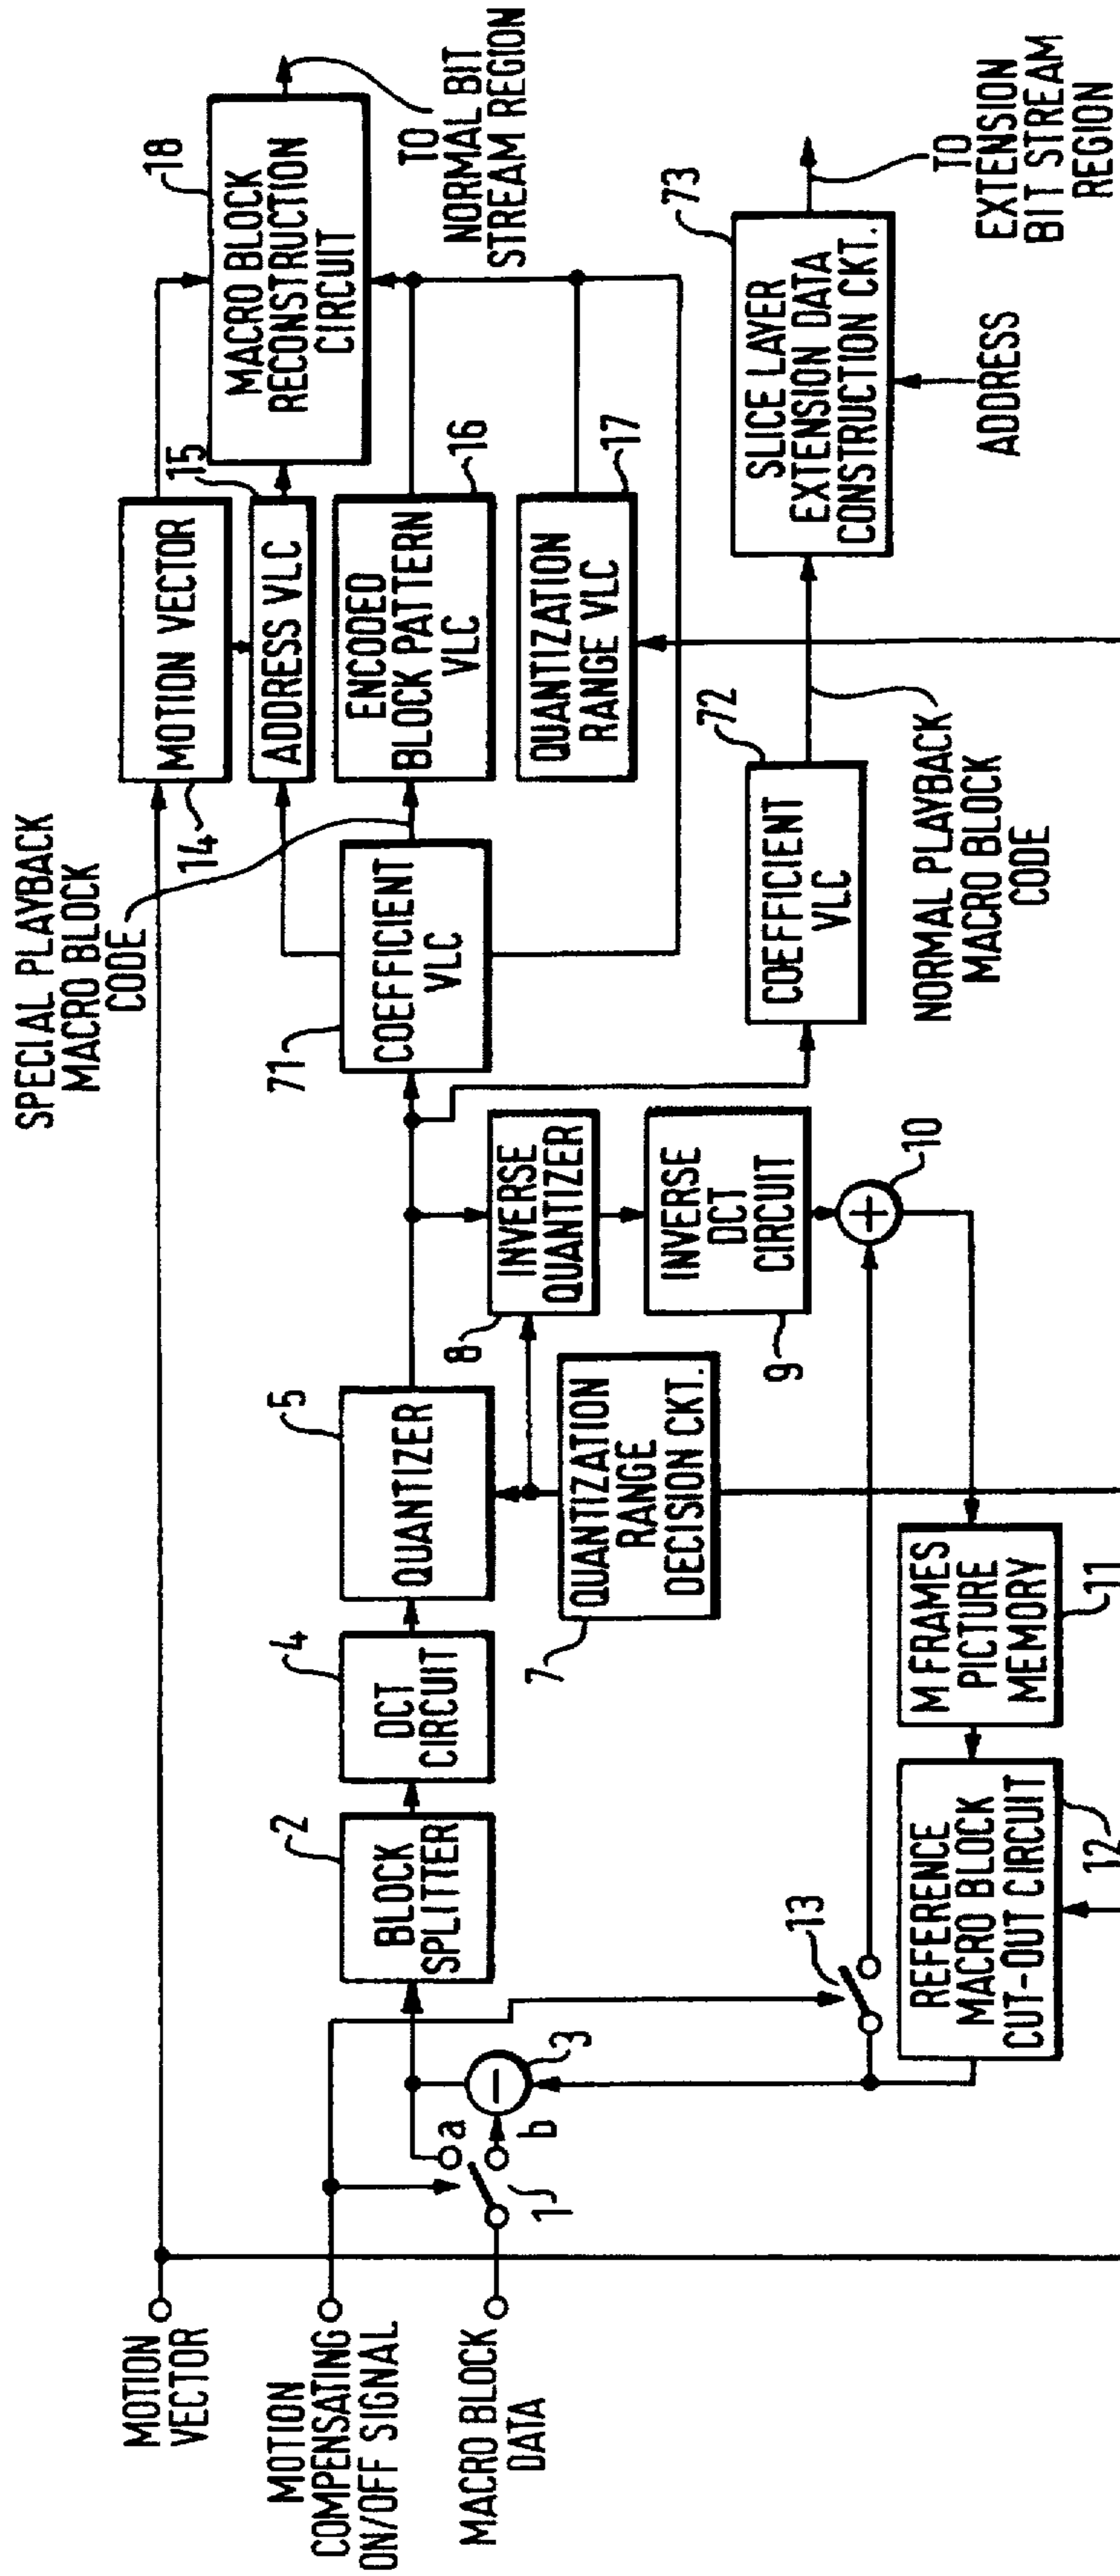 MOTION
VECTOR
MOTION
COMPENSATING
ON/OFF SIGNAL
MACRO BLOCK
DATA
1
a
b
3
2
BLOCK
SPLITTER
4
DCT
CIRCUIT
5
QUANTIZER
7
QUANTIZATION
RANGE
DECISION CKT.
8
INVERSE
QUANTIZER
9
INVERSE
DCT
CIRCUIT
10
+
−
13
M FRAMES
PICTURE
MEMORY
11
REFERENCE
MACRO BLOCK
CUT-OUT CIRCUIT
12
SPECIAL PLAYBACK
MACRO BLOCK
CODE
71
COEFFICIENT
VLC
14
MOTION VECTOR
15
ADDRESS VLC
ENCODED
BLOCK PATTERN
VLC
16
QUANTIZATION
RANGE VLC
17
18
MACRO BLOCK
RECONSTRUCTION
CIRCUIT
TO
NORMAL BIT
STREAM REGION
72
COEFFICIENT
VLC
NORMAL PLAYBACK
MACRO BLOCK
CODE
73
SLICE LAYER
EXTENSION DATA
CONSTRUCTION CKT.
ADDRESS
TO
EXTENSION
BIT STREAM
REGION